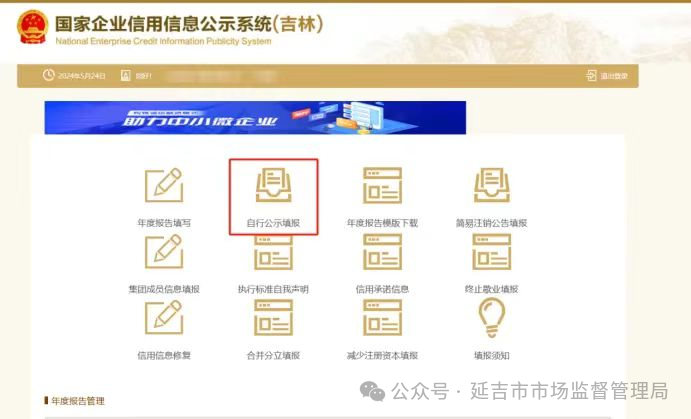 国家企业信用信息公示系统(吉林)
National Enterprise Credit Information Publicity System
2024年5月24日 您好! 退出登录
助力中小微企业
年度报告填写 自行公示填报 年度报告模版下载 简易注销公告填报
集团成员信息填报 执行标准自我声明 信用承诺信息 终止歇业填报
信用信息修复 合并分立填报 减少注册资本填报 填报须知
年度报告管理
公众号·延吉市市场监督管理局